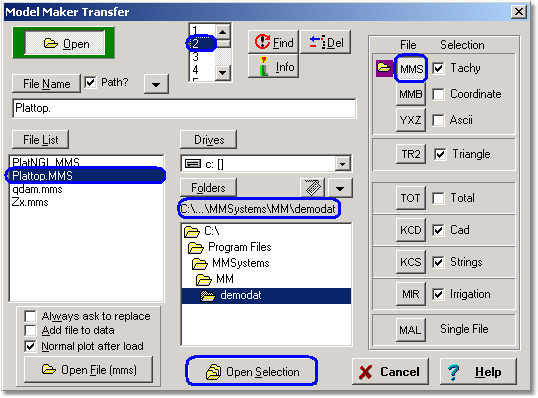 Model Maker Transfer
Open
1
2
3
4
Find
Del
Info
File Name
Path?
Plattop.
File List
PlatNGL.MMS
Plattop.MMS
qdam.mms
Zx.mms
Drives
c: []
Folders
C:\...\MMSystems\MM\demodat
C:\
Program Files
MMSystems
MM
demodat
Always ask to replace
Add file to data
Normal plot after load
Open File (mms)
Open Selection
File Selection
MMS Tachy
MMB Coordinate
YXZ Ascii
TR2 Triangle
TOT Total
KCD Cad
KCS Strings
MIR Irrigation
MAL Single File
Cancel
? Help